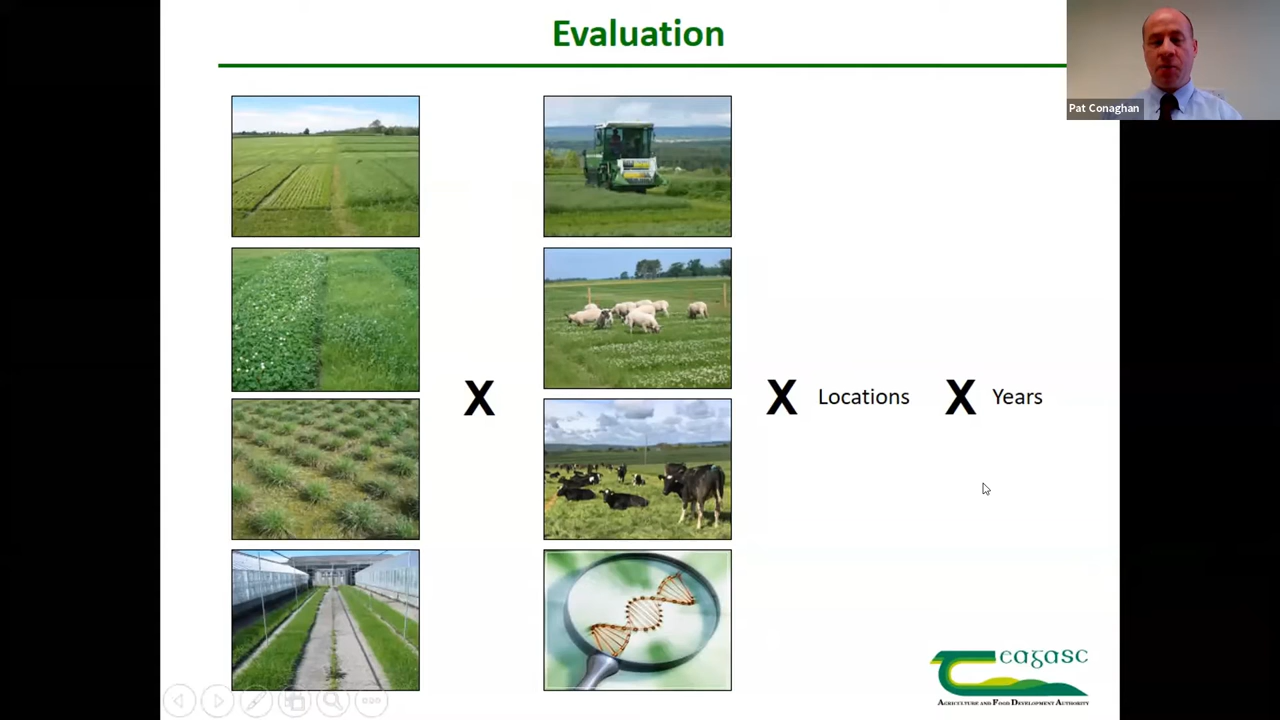 Evaluation
Pat Conaghan
X
X Locations X Years
Teagasc
AGRICULTURE AND FOOD DEVELOPMENT AUTHORITY